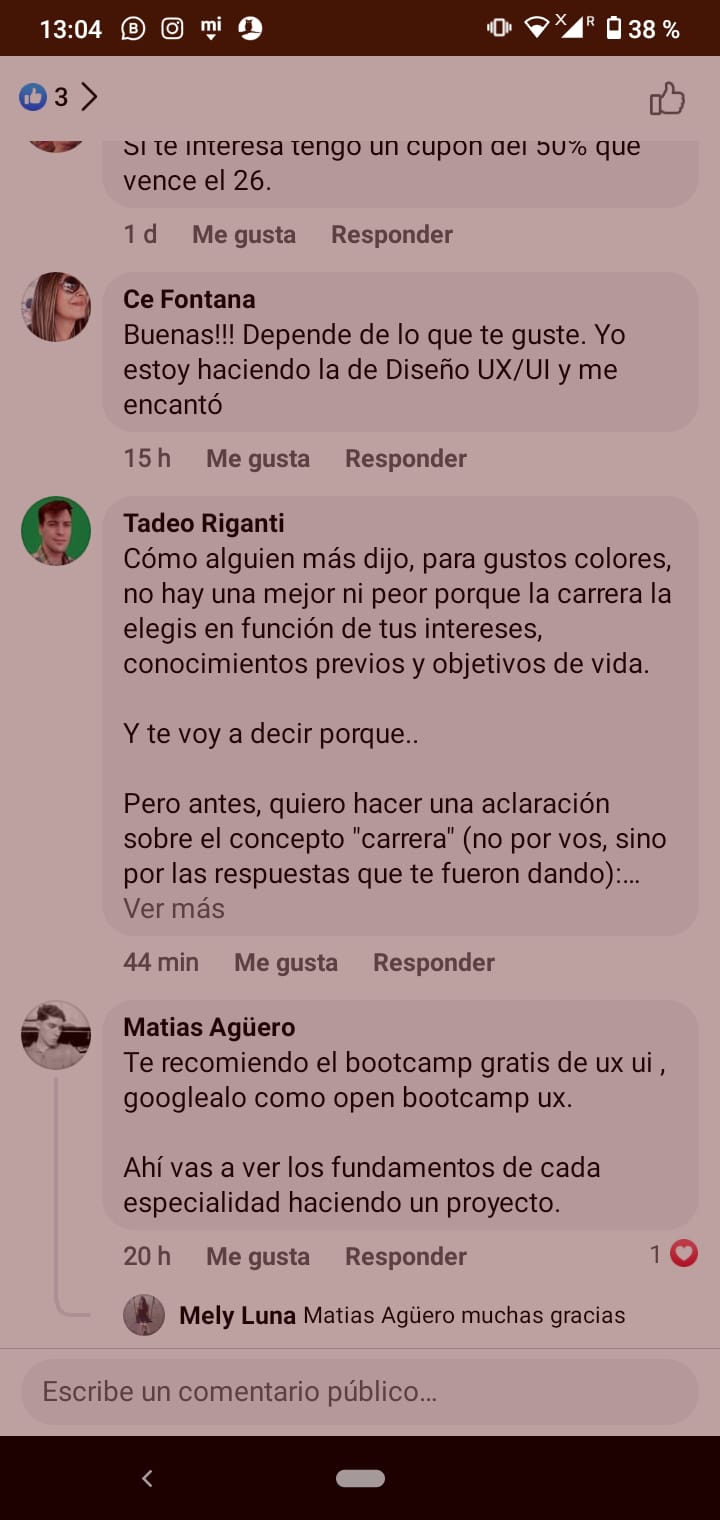 13:04 mi X R 38 %
3
Si te interesa tengo un cupón del 50% que
vence el 26.
1 d Me gusta Responder
Ce Fontana
Buenas!!! Depende de lo que te guste. Yo
estoy haciendo la de Diseño UX/UI y me
encantó
15 h Me gusta Responder
Tadeo Riganti
Cómo alguien más dijo, para gustos colores,
no hay una mejor ni peor porque la carrera la
elegis en función de tus intereses,
conocimientos previos y objetivos de vida.
Y te voy a decir porque..
Pero antes, quiero hacer una aclaración
sobre el concepto "carrera" (no por vos, sino
por las respuestas que te fueron dando):...
Ver más
44 min Me gusta Responder
Matias Agüero
Te recomiendo el bootcamp gratis de ux ui ,
googlealo como open bootcamp ux.
Ahí vas a ver los fundamentos de cada
especialidad haciendo un proyecto.
20 h Me gusta Responder 1
Mely Luna Matias Agüero muchas gracias
Escribe un comentario público...